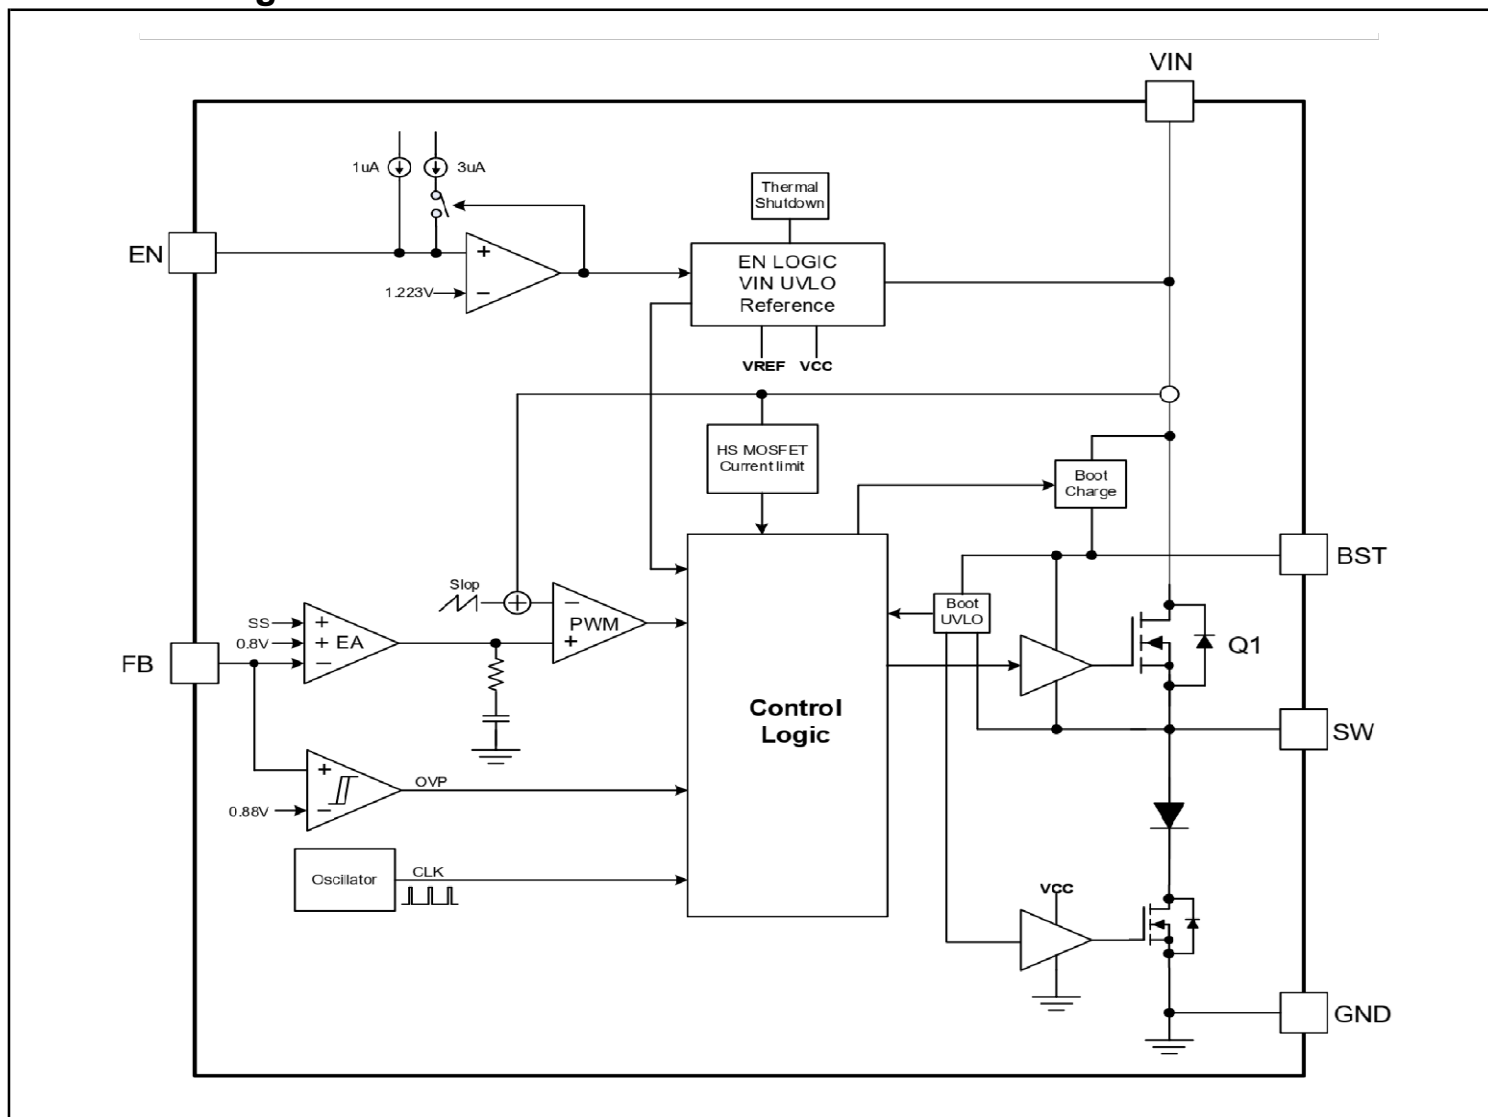 VIN
1uA
3uA
Thermal
Shutdown
EN
EN LOGIC
VIN UVLO
Reference
1.223V
VREF
VCC
HS MOSFET
Current limit
Boot
Charge
BST
Slop
Boot
UVLO
SS
0.8V
EA
PWM
FB
Q1
Control
Logic
SW
OVP
0.88V
Oscillator
CLK
VCC
GND